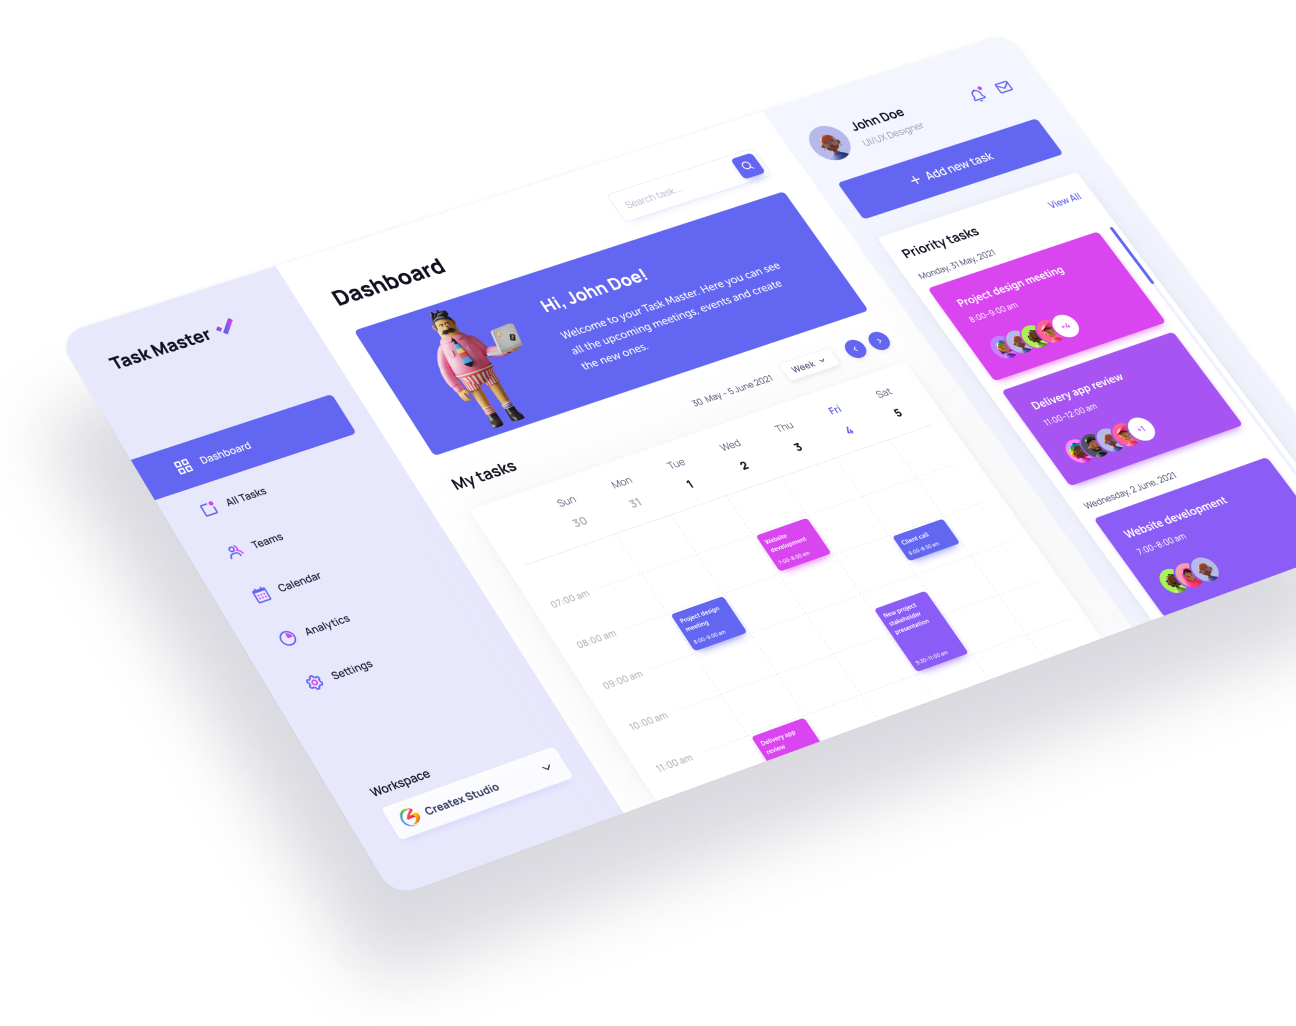 Task Master
Dashboard
All Tasks
Teams
Calendar
Analytics
Settings
Workspace
Createx Studio
Search task...
Dashboard
Hi, John Doe!
Welcome to your Task Master. Here you can see
all the upcoming meetings, events and create
the new ones.
My tasks
30 May - 5 June 2021
Week
Sun
Mon
Tue
Wed
Thu
Fri
Sat
30
31
1
2
3
4
5
07:00 am
08:00 am
09:00 am
10:00 am
11:00 am
Website
development
7:00-8:00 am
Client call
8:00-8:30 am
Project design
meeting
8:00-9:00 am
New project
stakeholder
presentation
9:30-11:00 am
Delivery app
review
John Doe
UI/UX Designer
+ Add new task
Priority tasks
View All
Monday, 31 May, 2021
Project design meeting
8:00-9:00 am
+4
Delivery app review
11:00-12:00 am
+1
Wednesday, 2 June, 2021
Website development
7:00-8:00 am